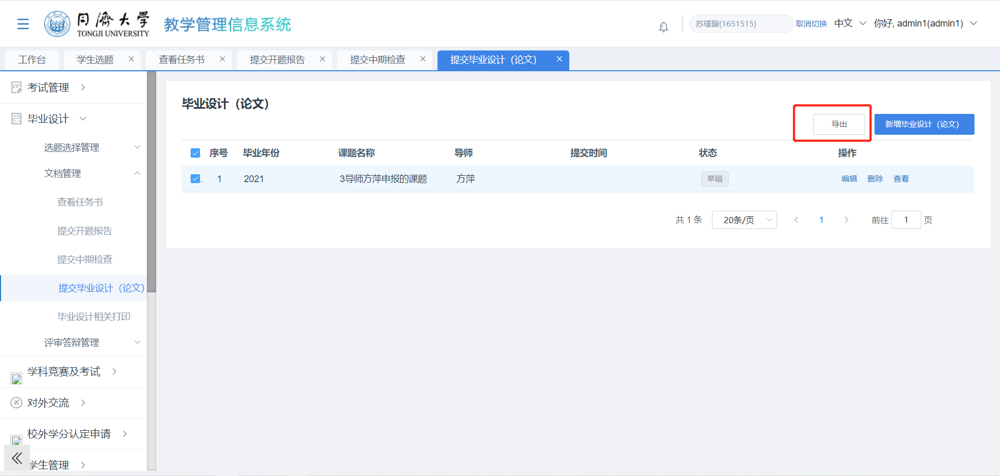 同濟大學
TONGJI UNIVERSITY
教学管理信息系统
苏瑾璇(1651515) 取消切换 中文 你好, admin1(admin1)
工作台 学生选题 查看任务书 提交开题报告 提交中期检查 提交毕业设计（论文）
考试管理
毕业设计
选题选择管理
文档管理
查看任务书
提交开题报告
提交中期检查
提交毕业设计（论文）
毕业设计相关打印
评审答辩管理
学科竞赛及考试
对外交流
校外学分认定申请
学生管理
毕业设计（论文）
导出 新增毕业设计（论文）
序号 毕业年份 课题名称 导师 提交时间 状态 操作
1 2021 3导师方萍申报的课题 方萍 草稿 编辑 删除 查看
共 1 条 20条/页 1 前往 1 页